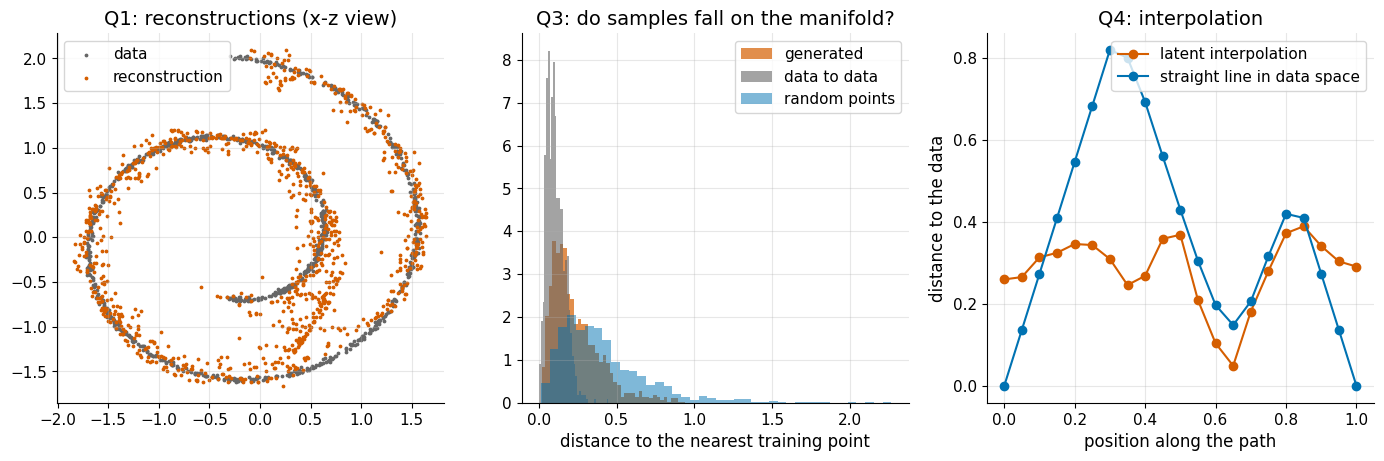 Q1: reconstructions (x-z view)
data
reconstruction
2.0
1.5
1.0
0.5
0.0
−0.5
−1.0
−1.5
−2.0 −1.5 −1.0 −0.5 0.0 0.5 1.0 1.5
Q3: do samples fall on the manifold?
generated
data to data
random points
8
7
6
5
4
3
2
1
0
0.0 0.5 1.0 1.5 2.0
distance to the nearest training point
Q4: interpolation
latent interpolation
straight line in data space
distance to the data
0.8
0.6
0.4
0.2
0.0
0.0 0.2 0.4 0.6 0.8 1.0
position along the path